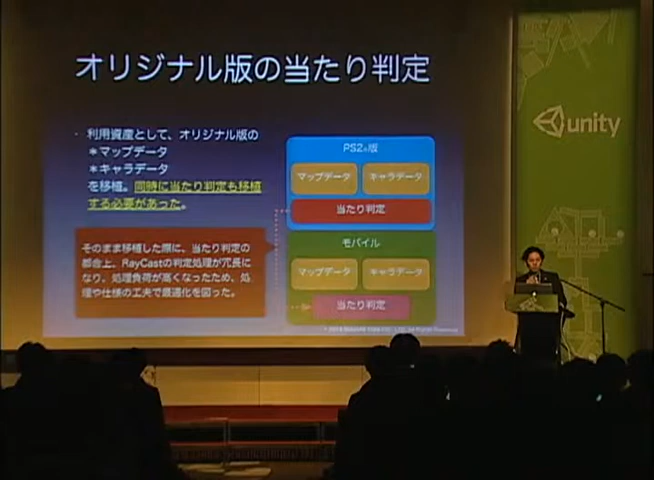 オリジナル版の当たり判定
・利用資産として、オリジナル版の
＊マップデータ
＊キャラデータ
を移植。同時に当たり判定も移植
する必要があった。
そのまま移植した際に、当たり判定の
都合上、RayCastの判定処理が冗長に
なり、処理負荷が高くなったため、処
理や仕様の工夫で最適化を図った。
PS2®版
マップデータ キャラデータ
当たり判定
モバイル
マップデータ キャラデータ
当たり判定
unity